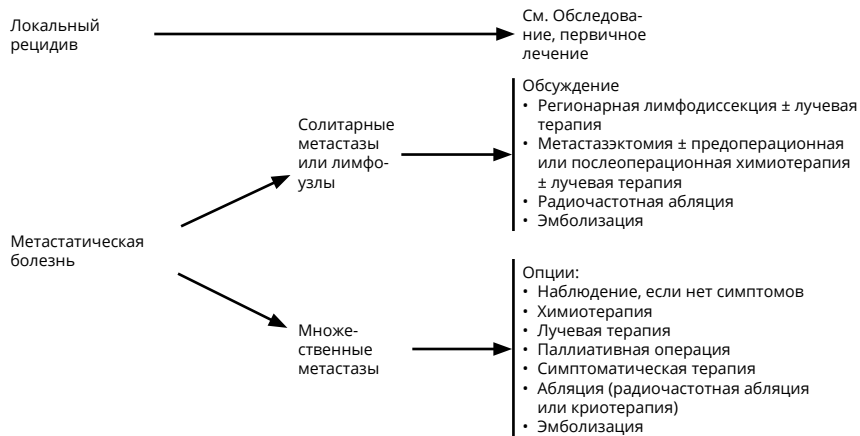 Локальный
рецидив
См. Обследова-
ние, первичное
лечение
Метастатическая
болезнь
Солитарные
метастазы
или лимфо-
узлы
Обсуждение
• Регионарная лимфодиссекция ± лучевая
терапия
• Метастазэктомия ± предоперационная
или послеоперационная химиотерапия
± лучевая терапия
• Радиочастотная абляция
• Эмболизация
Множе-
ственные
метастазы
Опции:
• Наблюдение, если нет симптомов
• Химиотерапия
• Лучевая терапия
• Паллиативная операция
• Симптоматическая терапия
• Абляция (радиочастотная абляция
или криотерапия)
• Эмболизация